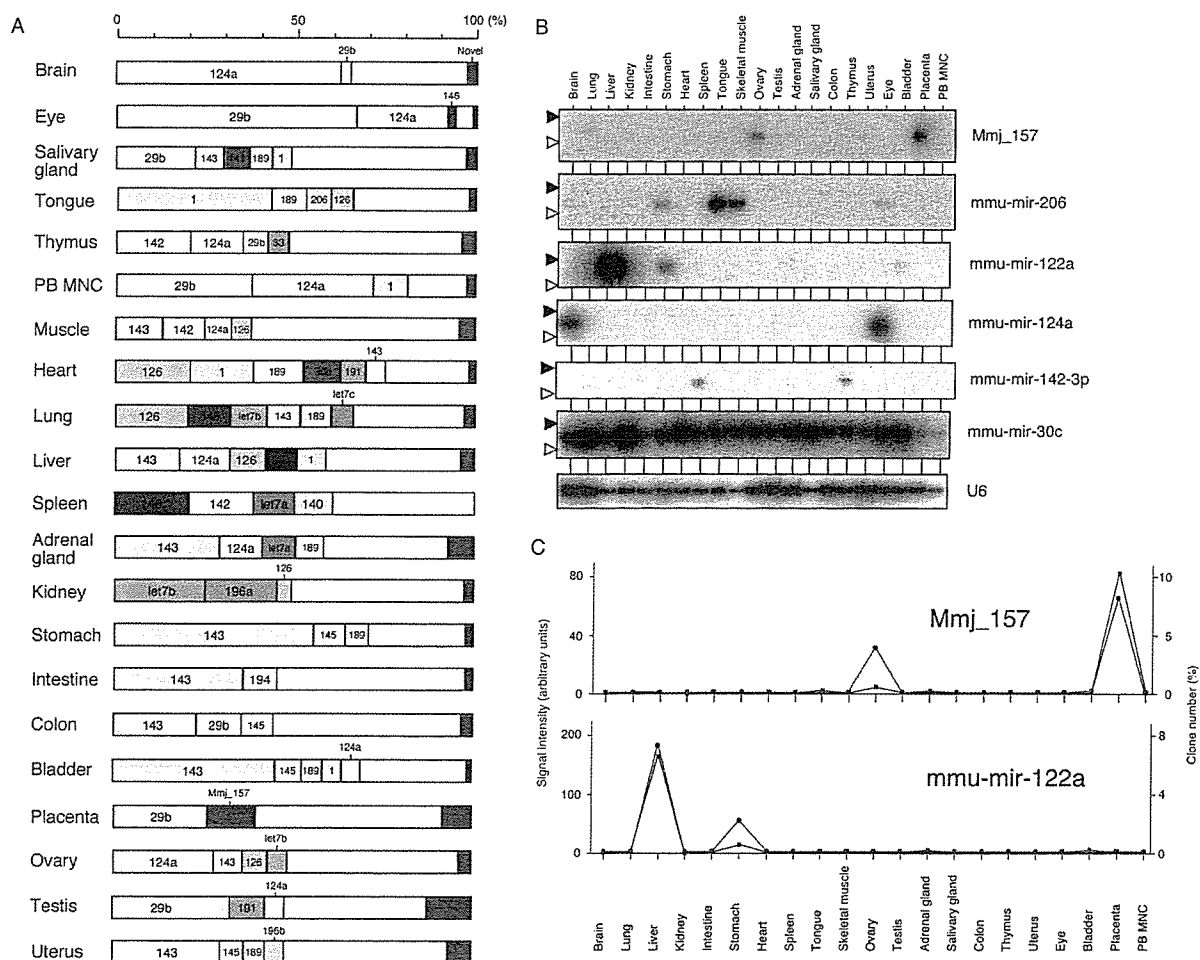 A
0 50 100 (%)
29b Novel
Brain 124a
146
Eye 29b 124a
Salivary gland 29b 143 189 1
Tongue 1 189 206 126
Thymus 142 124a 29b 33
PB MNC 29b 124a 1
Muscle 143 142 124a 126
143
Heart 126 1 189 191
let7c
Lung 126 let7b 143 189
Liver 143 124a 126 1
Spleen 142 let7a 140
Adrenal gland 143 124a let7a 189
126
Kidney let7b 196a
Stomach 143 145 189
Intestine 143 194
Colon 143 29b 145
124a
Bladder 143 145 189 1
Mmj_157
Placenta 29b
let7b
Ovary 124a 143 126
124a
Testis 29b 191
Uterus 143 145 189
B
Brain
Lung
Liver
Kidney
Intestine
Stomach
Heart
Spleen
Tongue
Skeletal muscle
Ovary
Testis
Adrenal gland
Salivary gland
Colon
Thymus
Uterus
Eye
Bladder
Placenta
PB MNC
Mmj_157
mmu-mir-206
mmu-mir-122a
mmu-mir-124a
mmu-mir-142-3p
mmu-mir-30c
U6
C
Signal Intensity (arbitrary units)
80
40
0
Mmj_157
10
5
0
200
100
0
mmu-mir-122a
8
4
0
Clone number (%)
Brain
Lung
Liver
Kidney
Intestine
Stomach
Heart
Spleen
Tongue
Skeletal muscle
Ovary
Testis
Adrenal gland
Salivary gland
Colon
Thymus
Uterus
Eye
Bladder
Placenta
PB MNC